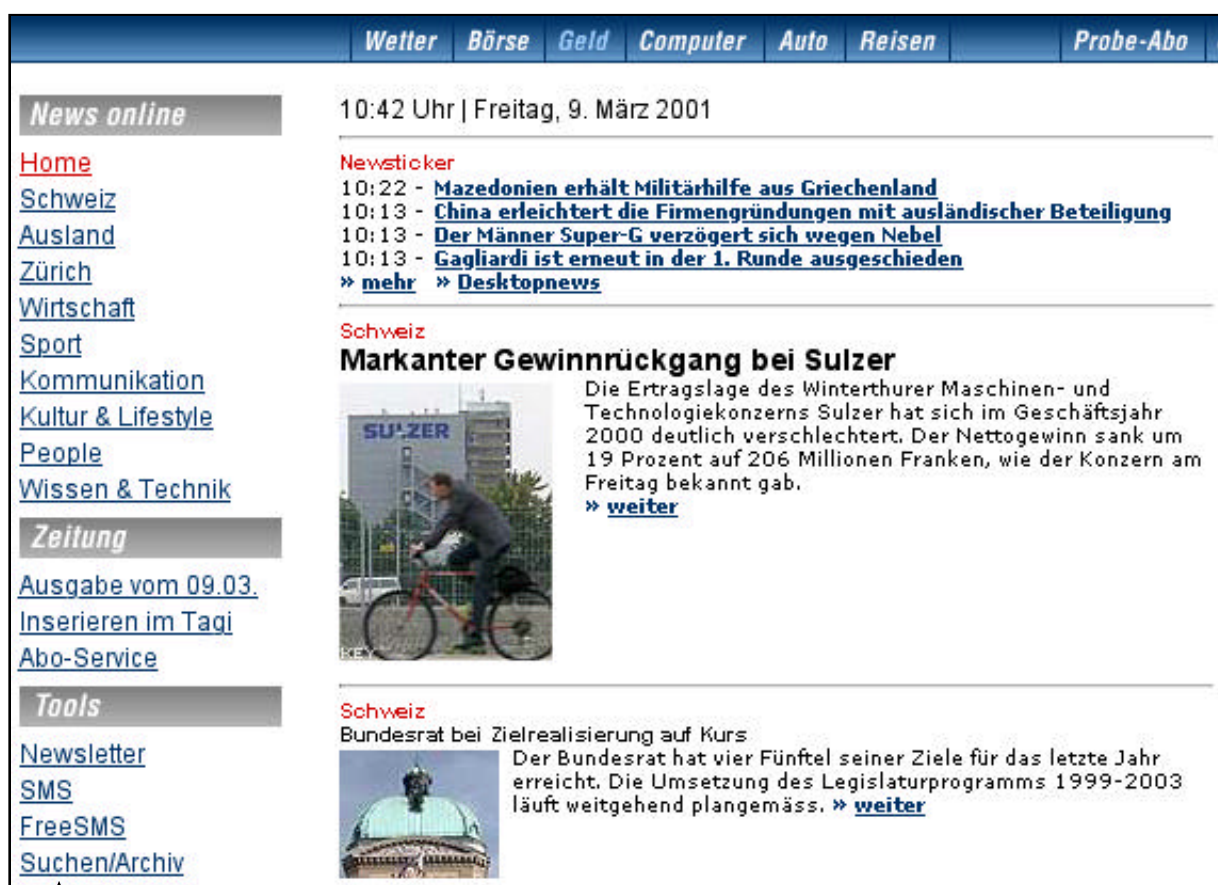 Wetter Börse Geld Computer Auto Reisen Probe-Abo
News online
Home
Schweiz
Ausland
Zürich
Wirtschaft
Sport
Kommunikation
Kultur & Lifestyle
People
Wissen & Technik
Zeitung
Ausgabe vom 09.03.
Inserieren im Tagi
Abo-Service
Tools
Newsletter
SMS
FreeSMS
Suchen/Archiv
10:42 Uhr | Freitag, 9. März 2001
Newsticker
10:22 - Mazedonien erhält Militärhilfe aus Griechenland
10:13 - China erleichtert die Firmengründungen mit ausländischer Beteiligung
10:13 - Der Männer Super-G verzögert sich wegen Nebel
10:13 - Gagliardi ist erneut in der 1. Runde ausgeschieden
» mehr » Desktopnews
Schweiz
Markanter Gewinnrückgang bei Sulzer
SULZER
KEY
Die Ertragslage des Winterthurer Maschinen- und
Technologiekonzerns Sulzer hat sich im Geschäftsjahr
2000 deutlich verschlechtert. Der Nettogewinn sank um
19 Prozent auf 206 Millionen Franken, wie der Konzern am
Freitag bekannt gab.
» weiter
Schweiz
Bundesrat bei Zielrealisierung auf Kurs
Der Bundesrat hat vier Fünftel seiner Ziele für das letzte Jahr
erreicht. Die Umsetzung des Legislaturprogramms 1999-2003
läuft weitgehend plangemäss. » weiter